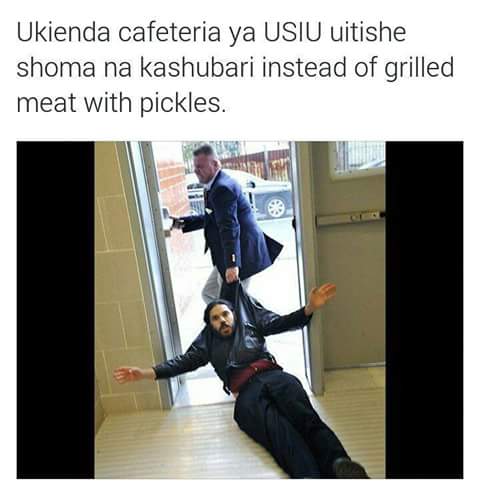 Ukienda cafeteria ya USIU uitishe
shoma na kashubari instead of grilled
meat with pickles.